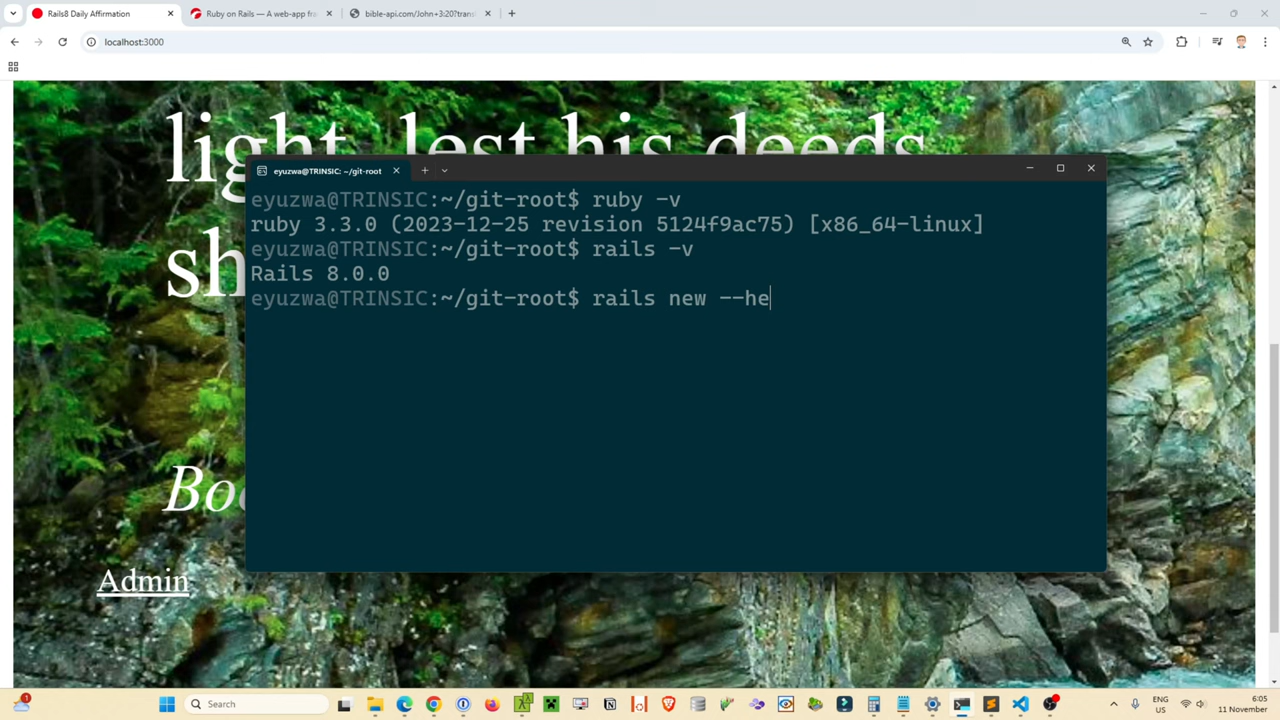 Rails8 Daily Affirmation
Ruby on Rails — A web-app fra
bible-api.com/John+3:20?trans
localhost:3000
light, lest his deeds
sh
eyuzwa@TRINSIC: ~/git-root
eyuzwa@TRINSIC:~/git-root$ ruby -v
ruby 3.3.0 (2023-12-25 revision 5124f9ac75) [x86_64-linux]
eyuzwa@TRINSIC:~/git-root$ rails -v
Rails 8.0.0
eyuzwa@TRINSIC:~/git-root$ rails new --he
Boo
Admin
1
Search
ENG
US
6:05
11 November